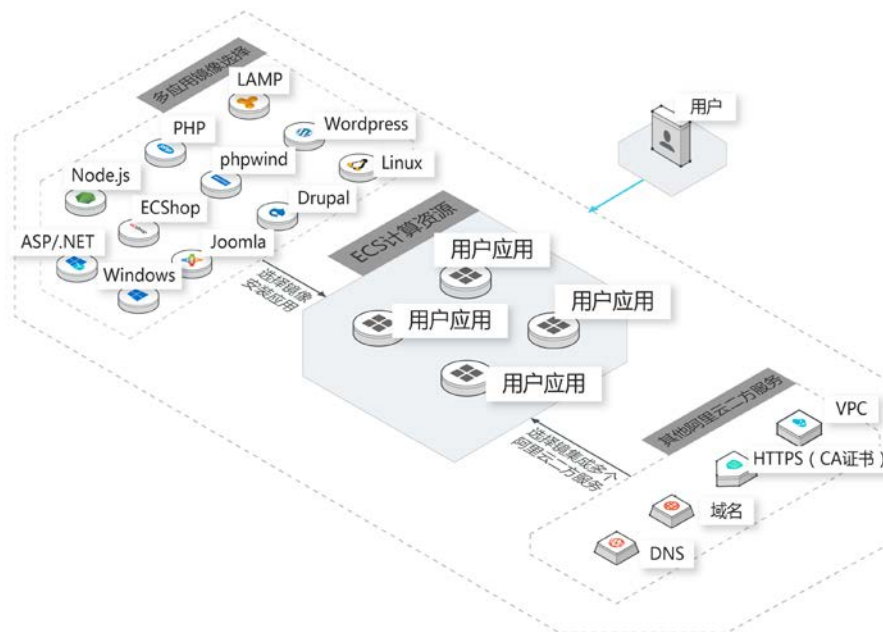 多应用镜像选择
LAMP
PHP
Wordpress
Node.js
phpwind
Linux
ECShop
Drupal
ASP/.NET
Joomla
Windows
用户
ECS计算资源
选择镜像
安装应用
用户应用
用户应用
用户应用
用户应用
其他阿里云二方服务
选择镜集成多个
阿里云二方服务
VPC
HTTPS（CA证书）
域名
DNS